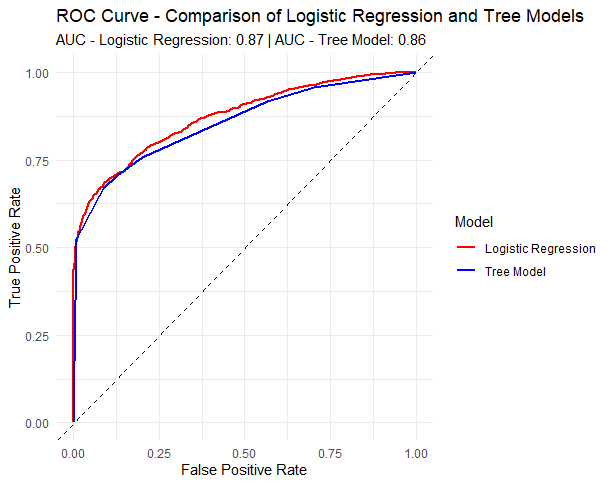 ROC Curve - Comparison of Logistic Regression and Tree Models
AUC - Logistic Regression: 0.87 | AUC - Tree Model: 0.86
True Positive Rate
1.00
0.75
0.50
0.25
0.00
0.00 0.25 0.50 0.75 1.00
False Positive Rate
Model
Logistic Regression
Tree Model